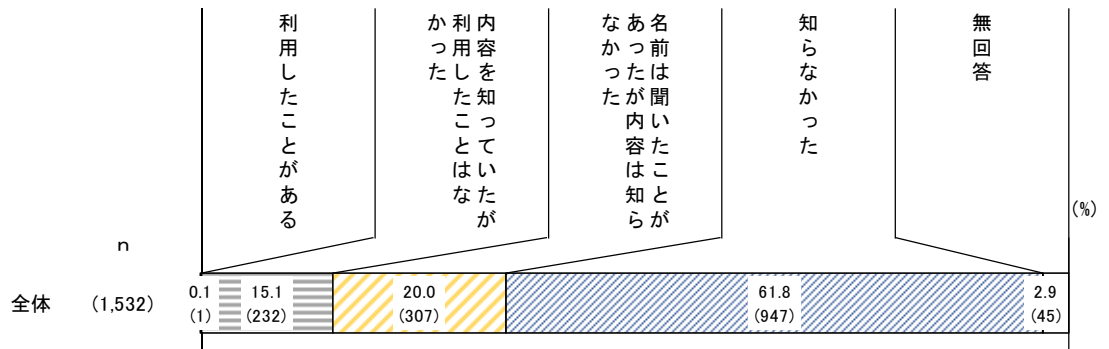 利用したことがある
内容を知っていたが
利用したことはな
かった
名前は聞いたことが
あったが内容は知ら
なかった
知らなかった
無回答
(%)
n
全体 (1,532) 0.1 15.1 20.0 61.8 2.9
(1) (232) (307) (947) (45)